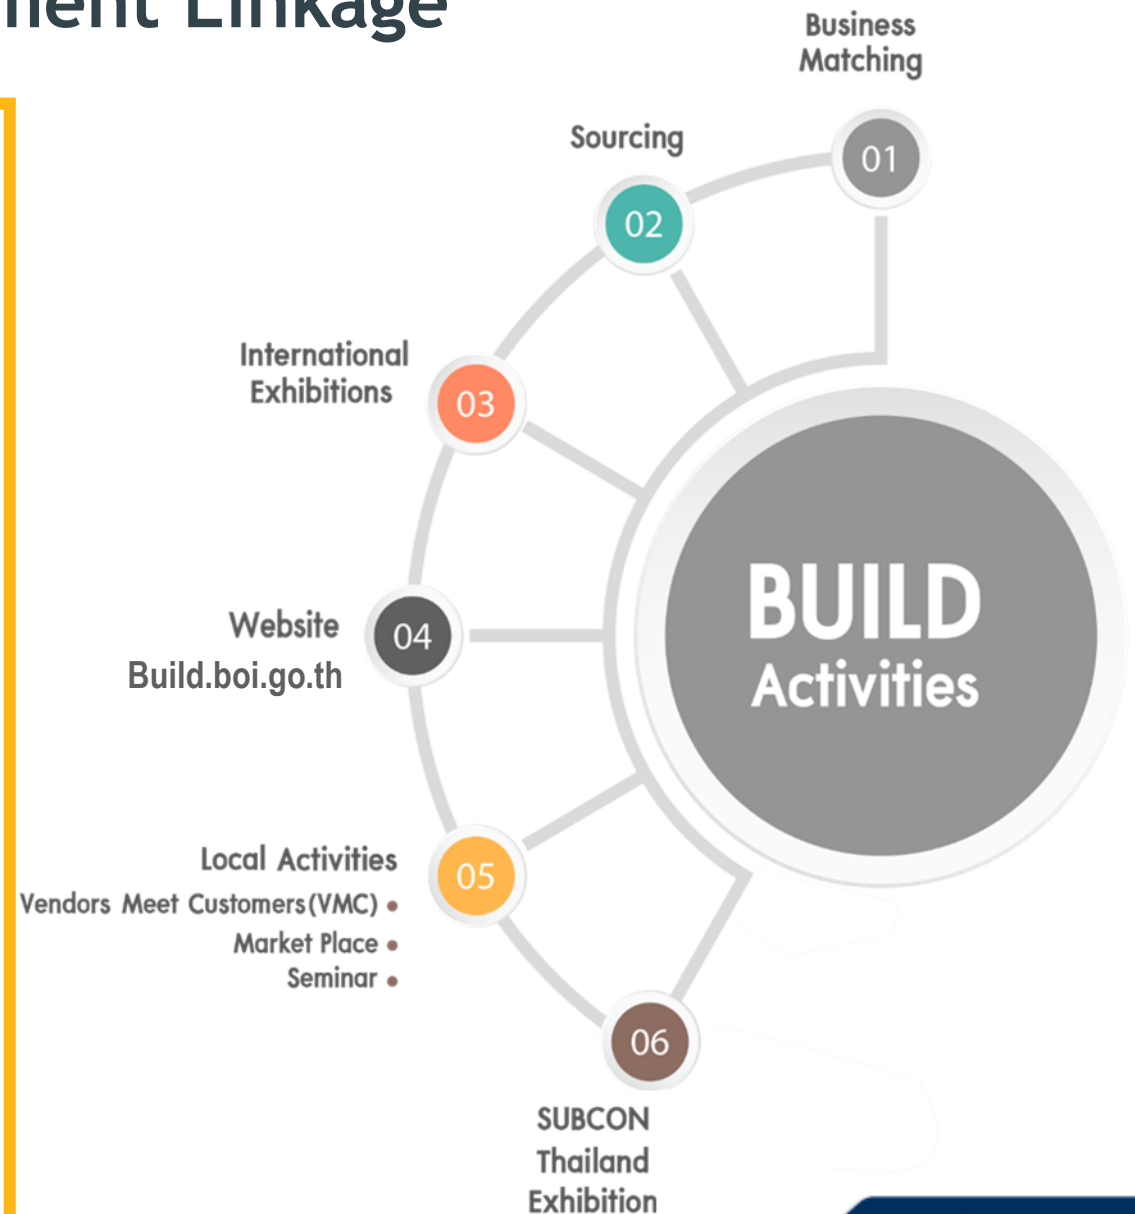 Linkage
Business
Matching
01
Sourcing
02
International
Exhibitions
03
Website
Build.boi.go.th
04
BUILD
Activities
Local Activities
Vendors Meet Customers(VMC) •
Market Place •
Seminar •
05
06
SUBCON
Thailand
Exhibition